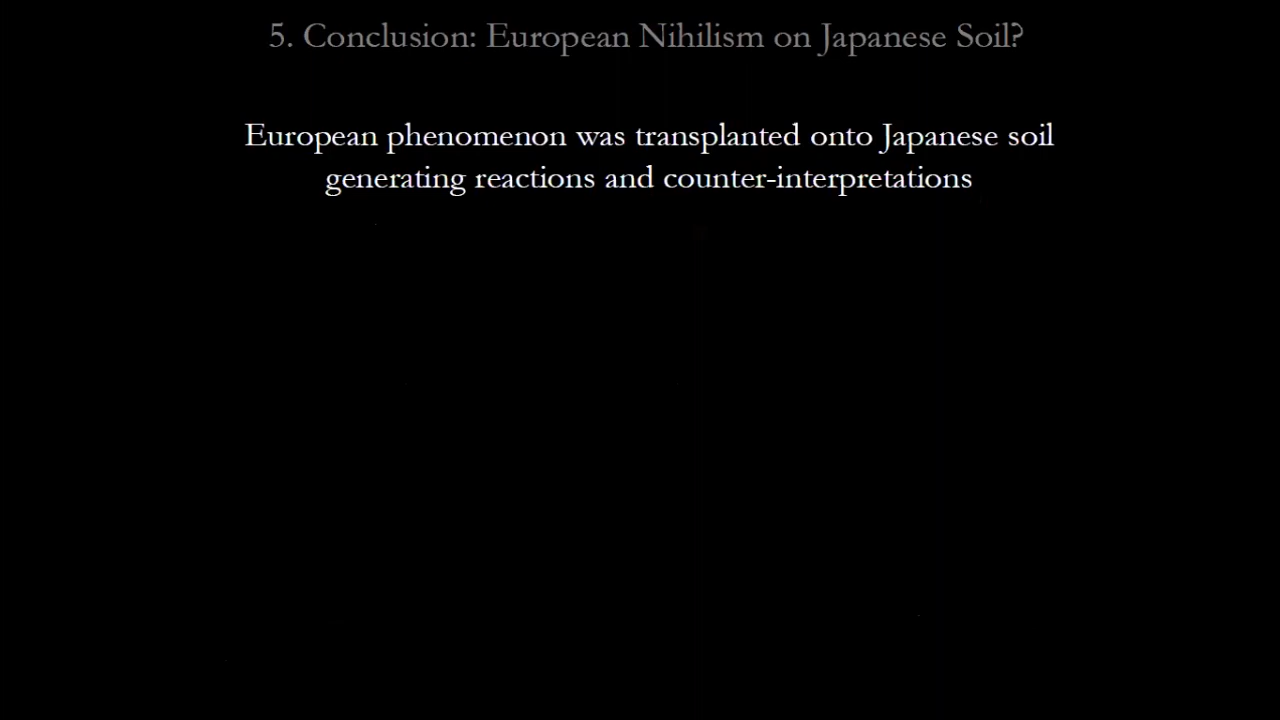 5. Conclusion: European Nihilism on Japanese Soil?
European phenomenon was transplanted onto Japanese soil
generating reactions and counter-interpretations